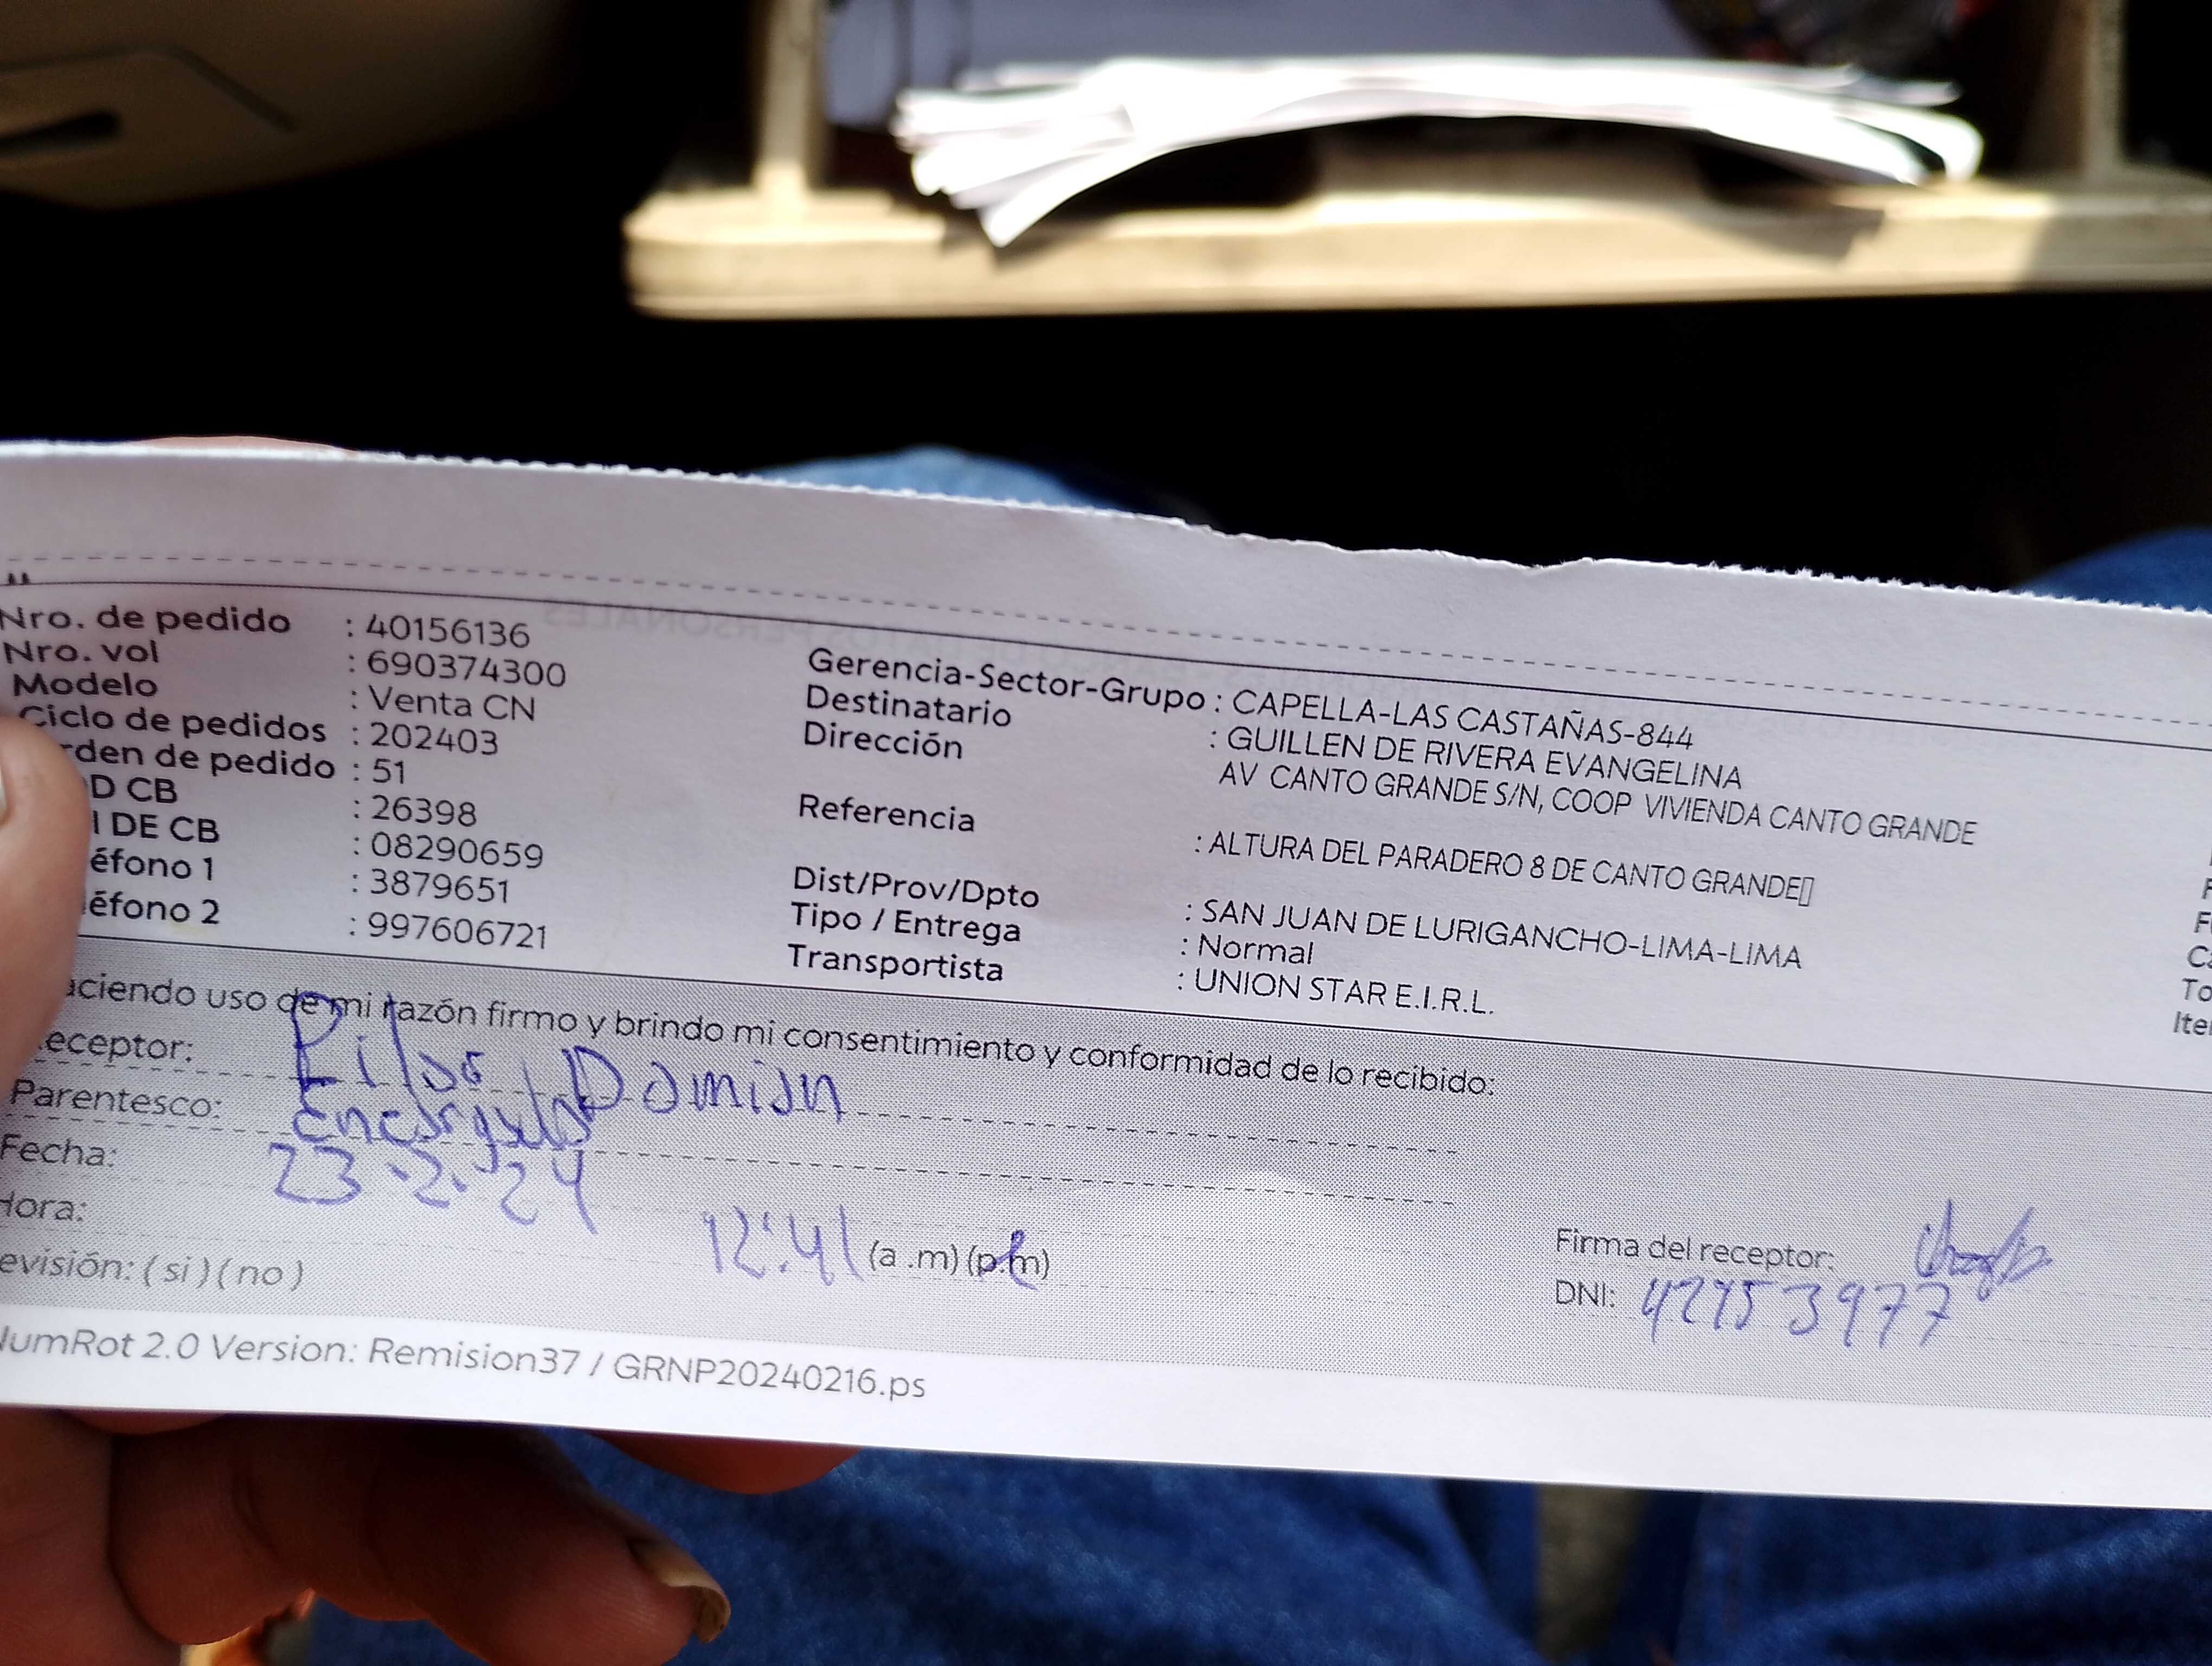 Nro. de pedido : 40156136
Nro. vol : 690374300
Modelo : Venta CN
Ciclo de pedidos : 202403
rden de pedido : 51
D CB : 26398
I DE CB : 08290659
éfono 1 : 3879651
éfono 2 : 997606721
Gerencia-Sector-Grupo : CAPELLA-LAS CASTAÑAS-844
Destinatario : GUILLEN DE RIVERA EVANGELINA
Dirección AV CANTO GRANDE S/N, COOP VIVIENDA CANTO GRANDE
Referencia : ALTURA DEL PARADERO 8 DE CANTO GRANDE▯
Dist/Prov/Dpto : SAN JUAN DE LURIGANCHO-LIMA-LIMA
Tipo / Entrega : Normal
Transportista : UNION STAR E.I.R.L.
aciendo uso de mi razón firmo y brindo mi consentimiento y conformidad de lo recibido:
eceptor: Pilar Damian
Parentesco:
Fecha: 23.2.24
Hora: 12:41 (a .m) (p.m)
evisión: ( si ) ( no )
Firma del receptor:
DNI: 42953977
NumRot 2.0 Version: Remision37 / GRNP20240216.ps